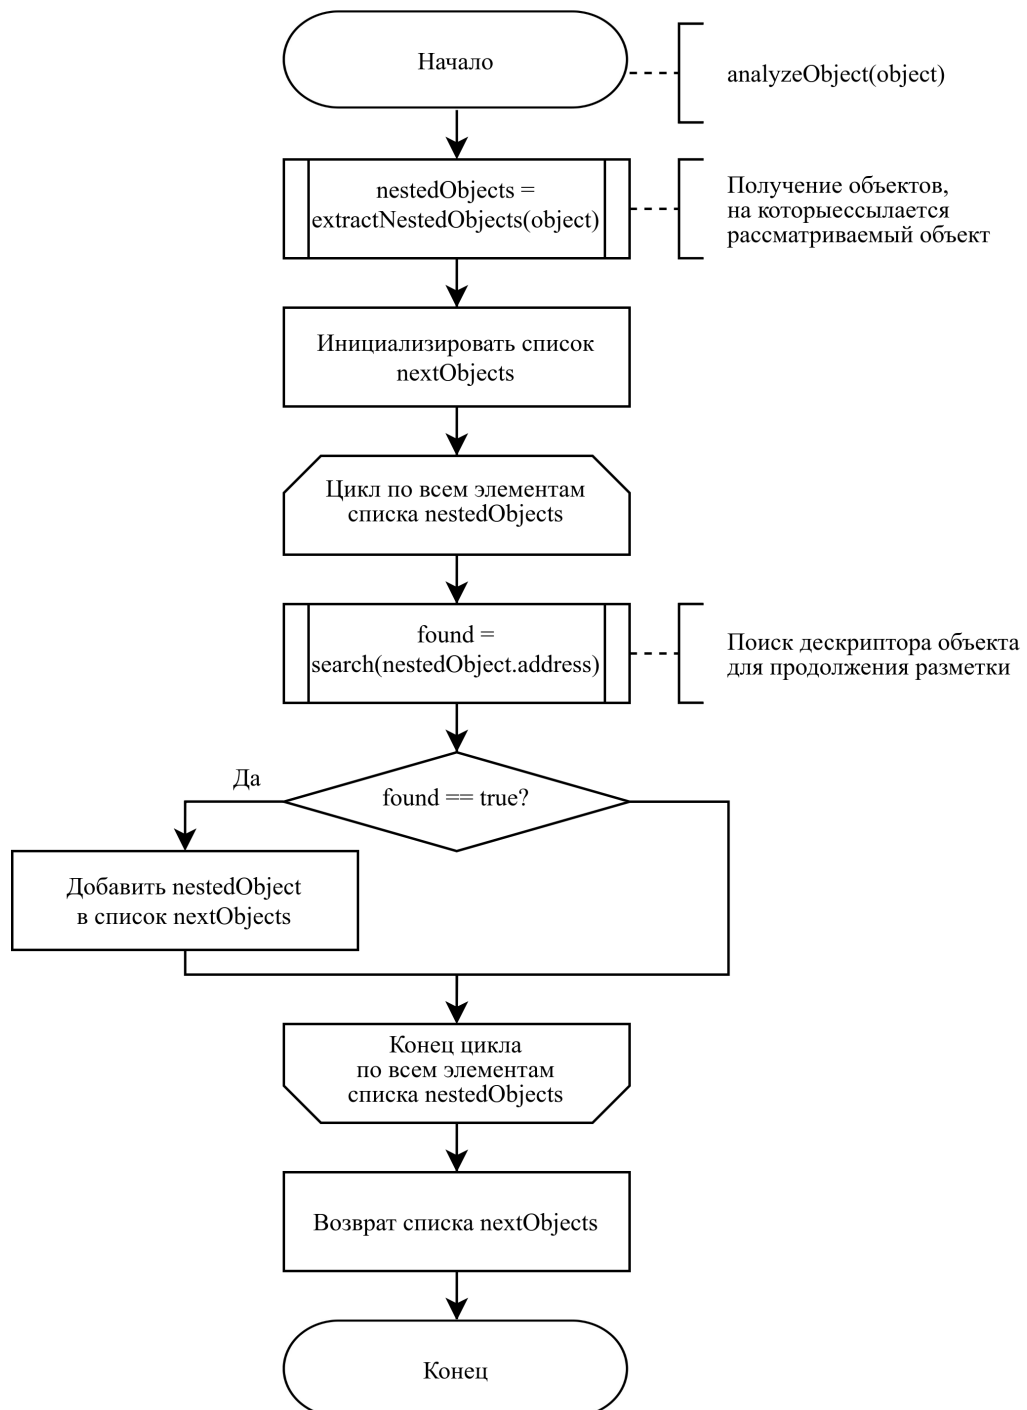 Начало
analyzeObject(object)
nestedObjects =
extractNestedObjects(object)
Получение объектов,
на которыессылается
рассматриваемый объект
Инициализировать список
nextObjects
Цикл по всем элементам
списка nestedObjects
found =
search(nestedObject.address)
Поиск дескриптора объекта
для продолжения разметки
Да
found == true?
Добавить nestedObject
в список nextObjects
Конец цикла
по всем элементам
списка nestedObjects
Возврат списка nextObjects
Конец